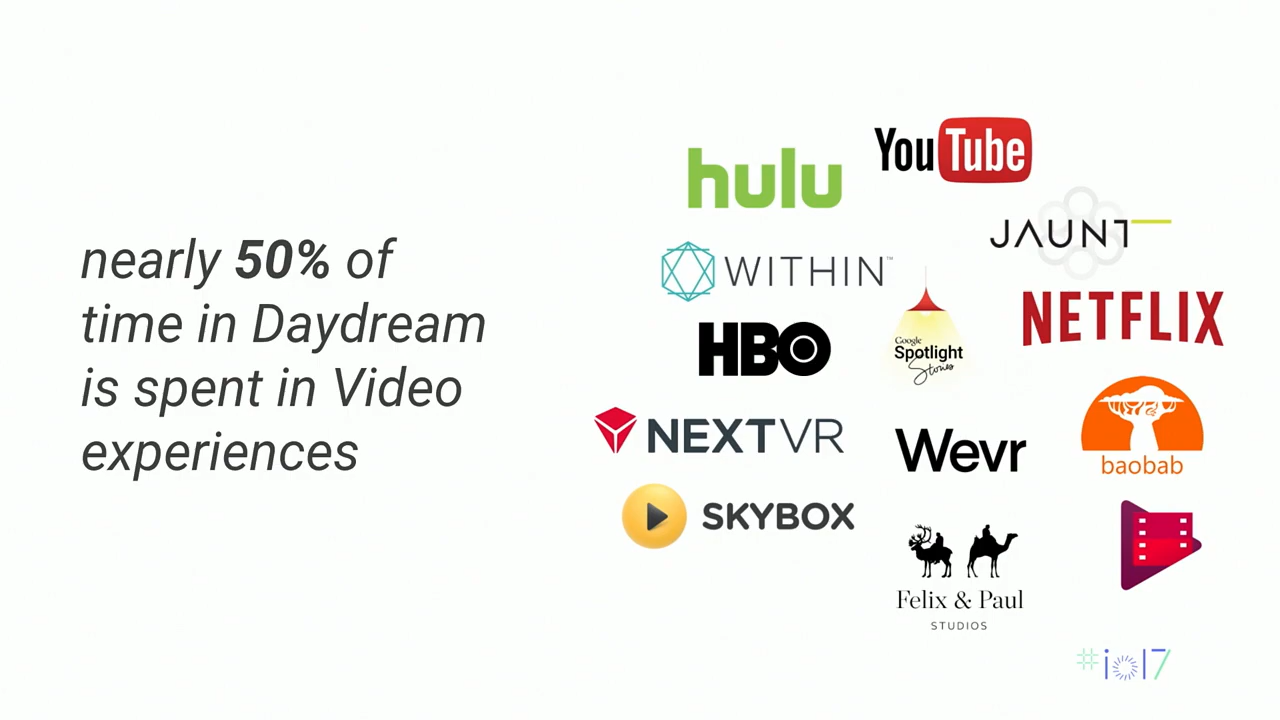 nearly 50% of
time in Daydream
is spent in Video
experiences
hulu
YouTube
JAUNT
WITHIN™
HBO
Google
Spotlight
Stories
NETFLIX
NEXTVR
Wevr
baobab
SKYBOX
Felix & Paul
STUDIOS
#io17